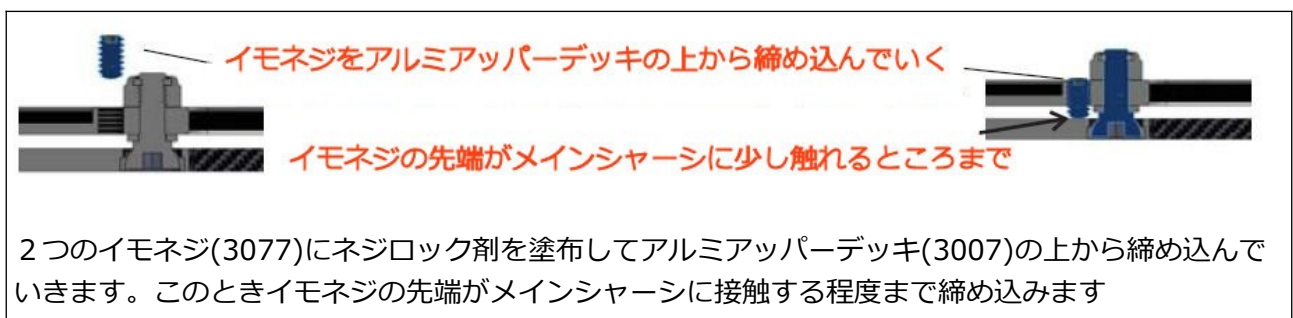 イモネジをアルミアッパーデッキの上から締め込んでいく
イモネジの先端がメインシャーシに少し触れるところまで
２つのイモネジ(3077)にネジロック剤を塗布してアルミアッパーデッキ(3007)の上から締め込んで
いきます。このときイモネジの先端がメインシャーシに接触する程度まで締め込みます